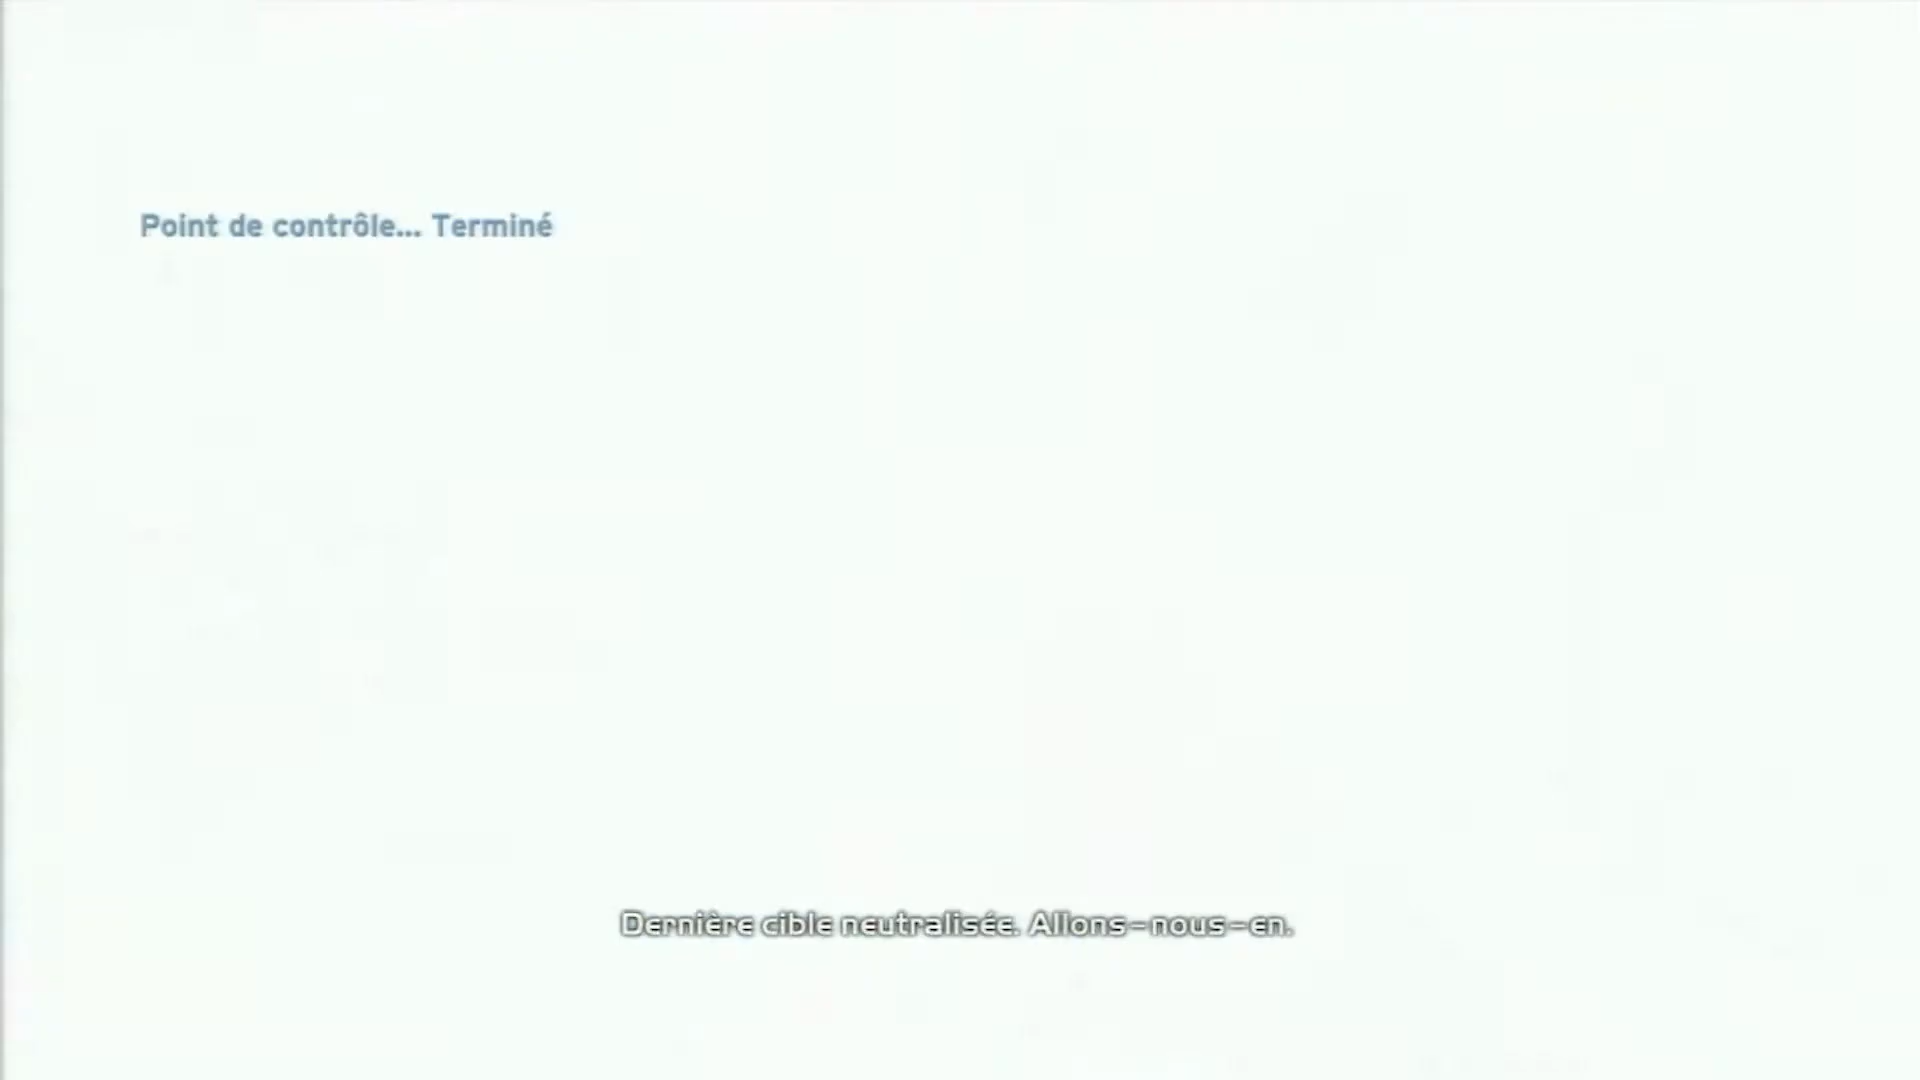 Point de contrôle... Terminé
Dernière cible neutralisée. Allons-nous-en.